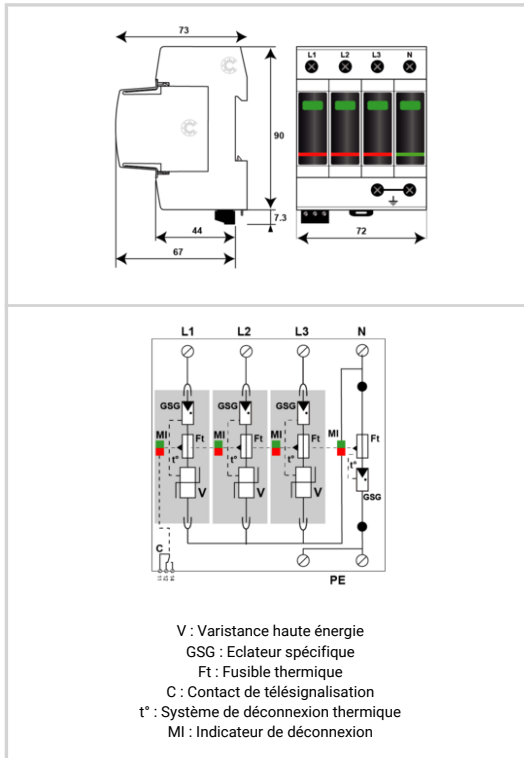 73
L1 L2 L3 N
90
7.3
44
67
72
L1 L2 L3 N
GSG GSG GSG
MI Ft MI Ft MI Ft MI Ft
t° t° t° t°
GSG
V V V
C
PE
V : Varistance haute énergie
GSG : Eclateur spécifique
Ft : Fusible thermique
C : Contact de télésignalisation
t° : Système de déconnexion thermique
MI : Indicateur de déconnexion